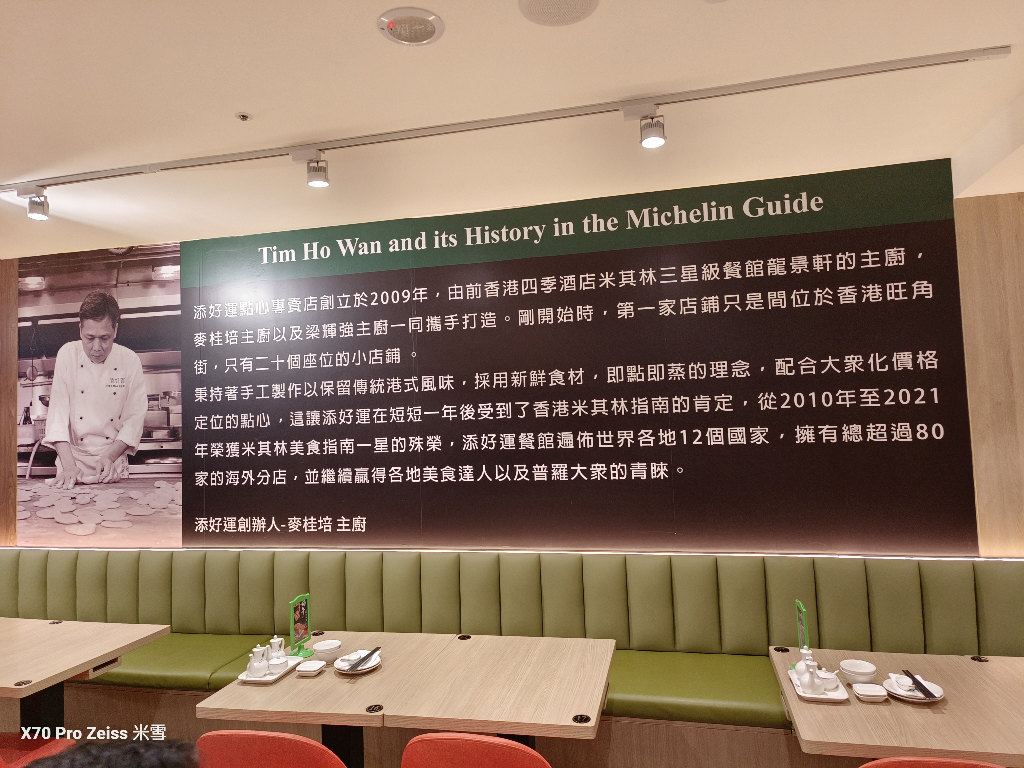 Tim Ho Wan and its History in the Michelin Guide
添好運點心專賣店創立於2009年，由前香港四季酒店米其林三星級餐館龍景軒的主廚，
麥桂培主廚以及梁輝強主廚一同攜手打造。剛開始時，第一家店鋪只是間位於香港旺角
街，只有二十個座位的小店鋪。
秉持著手工製作以保留傳統港式風味，採用新鮮食材，即點即蒸的理念，配合大眾化價格
定位的點心，這讓添好運在短短一年後受到了香港米其林指南的肯定，從2010年至2021
年榮獲米其林美食指南一星的殊榮，添好運餐館遍佈世界各地12個國家，擁有總超過80
家的海外分店，並繼續贏得各地美食達人以及普羅大眾的青睞。
添好運創辦人-麥桂培 主廚
X70 Pro Zeiss 米雪